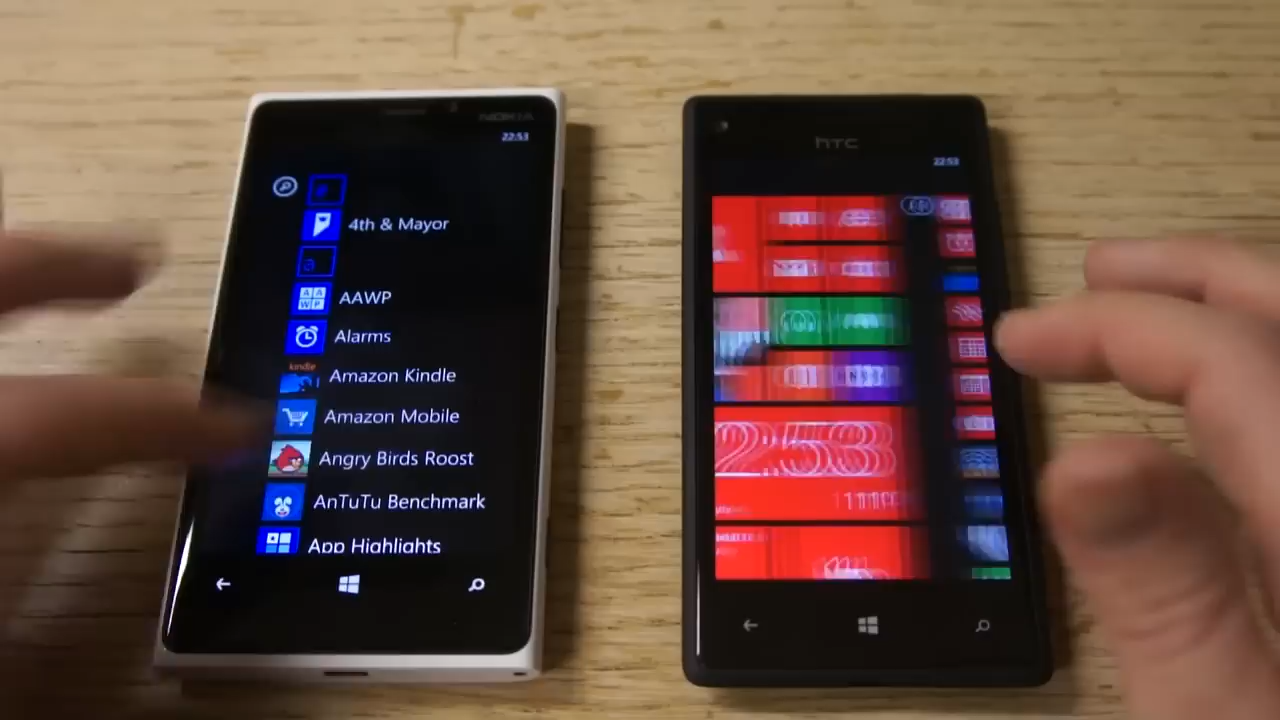 NOKIA
22:53
4th & Mayor
a
AAWP
Alarms
kindle
Amazon Kindle
Amazon Mobile
Angry Birds Roost
AnTuTu Benchmark
App Highlights
hTC
22:53